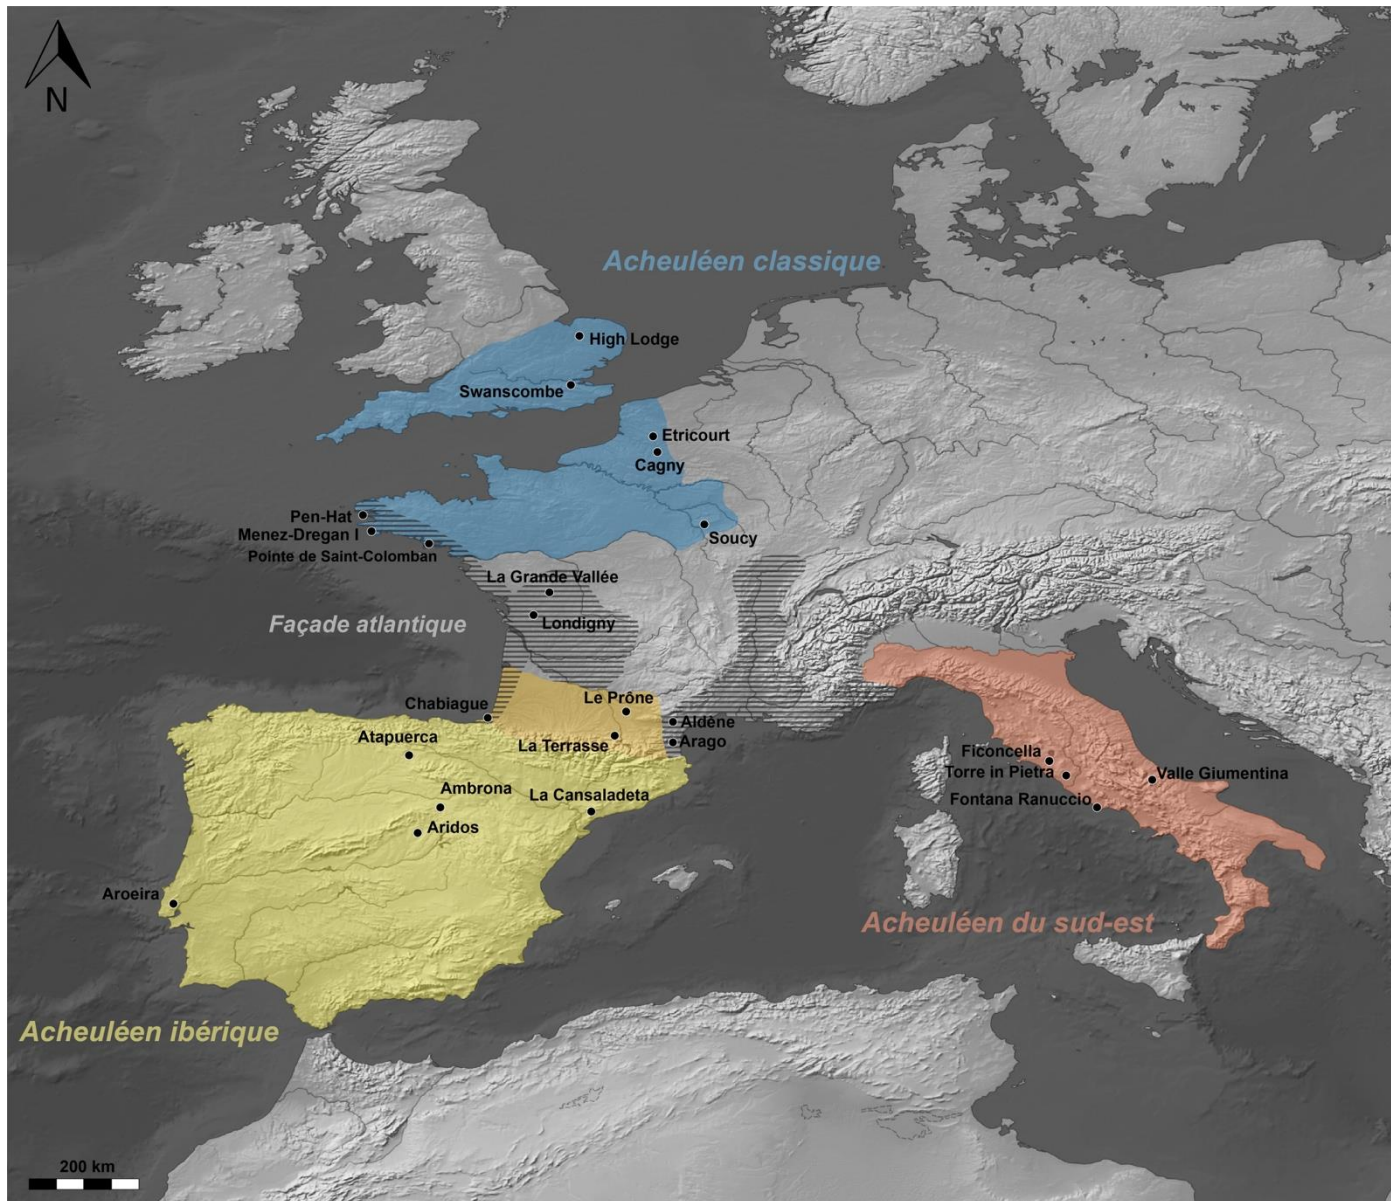 N
Acheuléen classique
High Lodge
Swanscombe
Etricourt
Cagny
Pen-Hat
Menez-Dregan I
Pointe de Saint-Colomban
Soucy
La Grande Vallée
Londigny
Façade atlantique
Chabiague
Le Prône
Aldène
La Terrasse
Arago
Atapuerca
Ficoncella
Torre in Pietra
Valle Giumentina
Ambrona
La Cansaladeta
Fontana Ranuccio
Aridos
Aroeira
Acheuléen du sud-est
Acheuléen ibérique
200 km